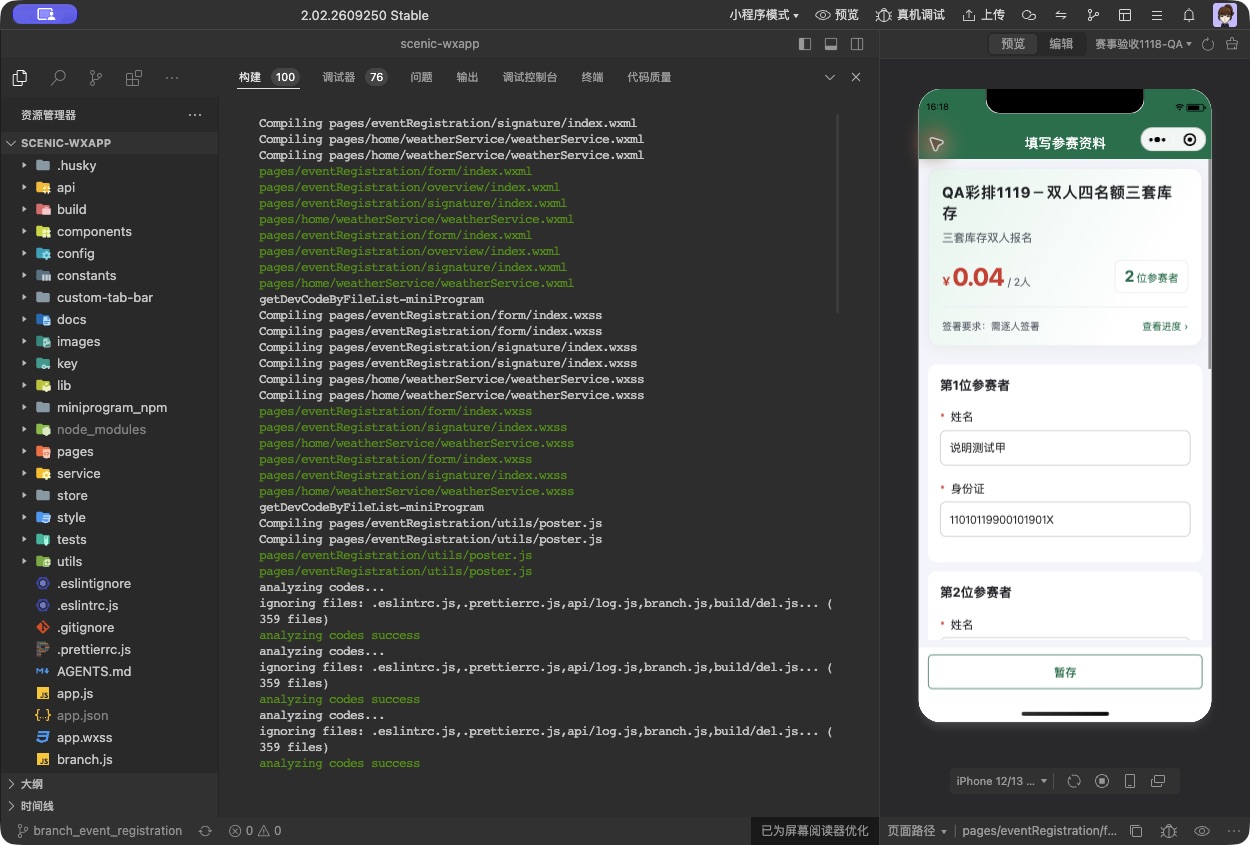 2.02.2609250 Stable
小程序模式
预览
真机调试
上传
scenic-wxapp
预览
编辑
赛事验收1118-QA
构建 100
调试器 76
问题
输出
调试控制台
终端
代码质量
资源管理器
SCENIC-WXAPP
.husky
api
build
components
config
constants
custom-tab-bar
docs
images
key
lib
miniprogram_npm
node_modules
pages
service
store
style
tests
utils
.eslintignore
.eslintrc.js
.gitignore
.prettierrc.js
AGENTS.md
app.js
app.json
app.wxss
branch.js
大纲
时间线
Compiling pages/eventRegistration/signature/index.wxml
Compiling pages/home/weatherService/weatherService.wxml
Compiling pages/home/weatherService/weatherService.wxml
pages/eventRegistration/form/index.wxml
pages/eventRegistration/overview/index.wxml
pages/eventRegistration/signature/index.wxml
pages/home/weatherService/weatherService.wxml
pages/eventRegistration/form/index.wxml
pages/eventRegistration/overview/index.wxml
pages/eventRegistration/signature/index.wxml
pages/home/weatherService/weatherService.wxml
getDevCodeByFileList-miniProgram
Compiling pages/eventRegistration/form/index.wxss
Compiling pages/eventRegistration/form/index.wxss
Compiling pages/eventRegistration/signature/index.wxss
Compiling pages/eventRegistration/signature/index.wxss
Compiling pages/home/weatherService/weatherService.wxss
Compiling pages/home/weatherService/weatherService.wxss
pages/eventRegistration/form/index.wxss
pages/eventRegistration/signature/index.wxss
pages/home/weatherService/weatherService.wxss
pages/eventRegistration/form/index.wxss
pages/eventRegistration/signature/index.wxss
pages/home/weatherService/weatherService.wxss
getDevCodeByFileList-miniProgram
Compiling pages/eventRegistration/utils/poster.js
Compiling pages/eventRegistration/utils/poster.js
pages/eventRegistration/utils/poster.js
pages/eventRegistration/utils/poster.js
analyzing codes...
ignoring files: .eslintrc.js,.prettierrc.js,api/log.js,branch.js,build/del.js... (
359 files)
analyzing codes success
analyzing codes...
ignoring files: .eslintrc.js,.prettierrc.js,api/log.js,branch.js,build/del.js... (
359 files)
analyzing codes success
analyzing codes...
ignoring files: .eslintrc.js,.prettierrc.js,api/log.js,branch.js,build/del.js... (
359 files)
analyzing codes success
16:18
填写参赛资料
QA彩排1119－双人四名额三套库
存
三套库存双人报名
¥0.04 / 2人
2位参赛者
签署要求：需逐人签署
查看进度 ›
第1位参赛者
* 姓名
说明测试甲
* 身份证
11010119900101901X
第2位参赛者
* 姓名
暂存
iPhone 12/13 ...
branch_event_registration
0
0
已为屏幕阅读器优化
页面路径
pages/eventRegistration/f...